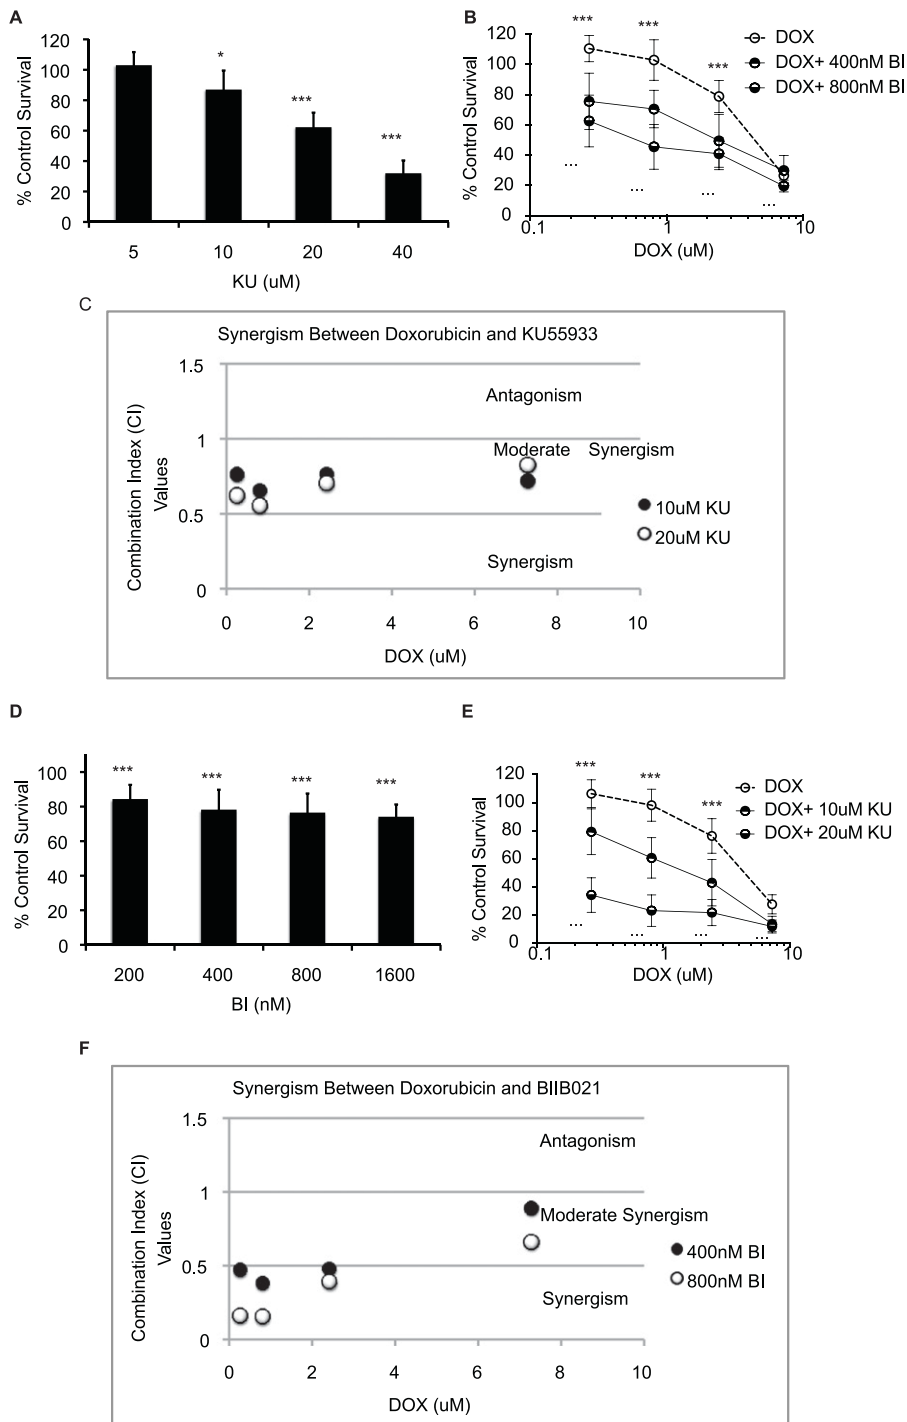 A
120
100
80
60
40
20
0
% Control Survival
*
***
***
5 10 20 40
KU (uM)
B
120
100
80
60
40
20
0
% Control Survival
*** *** ***
DOX
DOX+ 400nM BI
DOX+ 800nM BI
... ... ... ...
0.1 1 10
DOX (uM)
C
Synergism Between Doxorubicin and KU55933
1.5
1
0.5
0
Combination Index (CI)
Values
Antagonism
Moderate Synergism
Synergism
10uM KU
20uM KU
0 2 4 6 8 10
DOX (uM)
D
100
80
60
40
20
0
% Control Survival
*** *** *** ***
200 400 800 1600
BI (nM)
E
120
100
80
60
40
20
0
% Control Survival
*** *** ***
DOX
DOX+ 10uM KU
DOX+ 20uM KU
... ... ... ...
0.1 1 10
DOX (uM)
F
Synergism Between Doxorubicin and BIIB021
1.5
1
0.5
0
Combination Index (CI)
Values
Antagonism
Moderate Synergism
Synergism
400nM BI
800nM BI
0 2 4 6 8 10
DOX (uM)